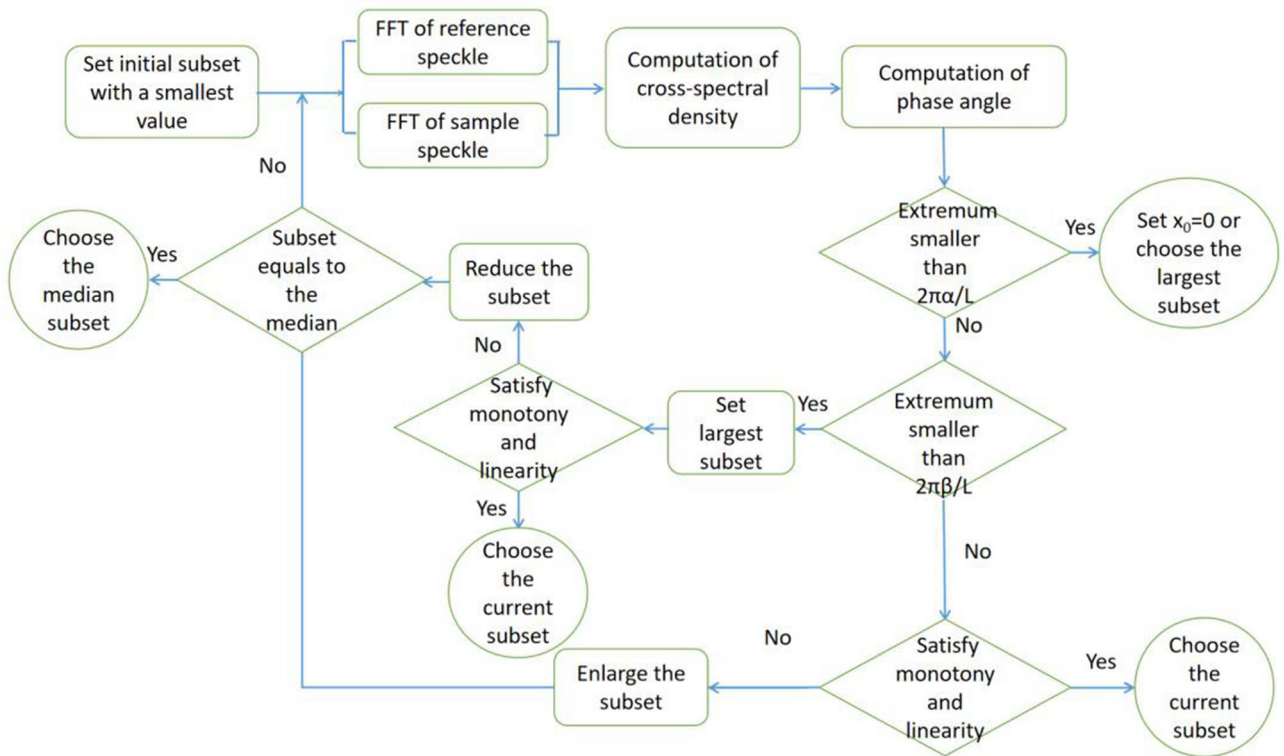 Set initial subset
with a smallest
value
FFT of reference
speckle
FFT of sample
speckle
Computation of
cross-spectral
density
Computation of
phase angle
No
Extremum
smaller
than
2πα/L
Yes
Set x₀=0 or
choose the
largest
subset
Choose
the
median
subset
Yes
Subset
equals to
the
median
Reduce the
subset
No
No
Satisfy
monotony
and
linearity
Set
largest
subset
Yes
Extremum
smaller
than
2πβ/L
Yes
Choose
the
current
subset
No
Enlarge the
subset
No
Satisfy
monotony
and
linearity
Yes
Choose
the
current
subset